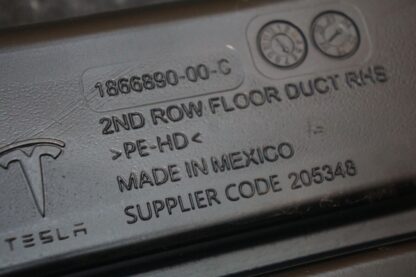 1866890-00-C
2ND ROW FLOOR DUCT RHS
>PE-HD<
MADE IN MEXICO
SUPPLIER CODE 205348
TESLA